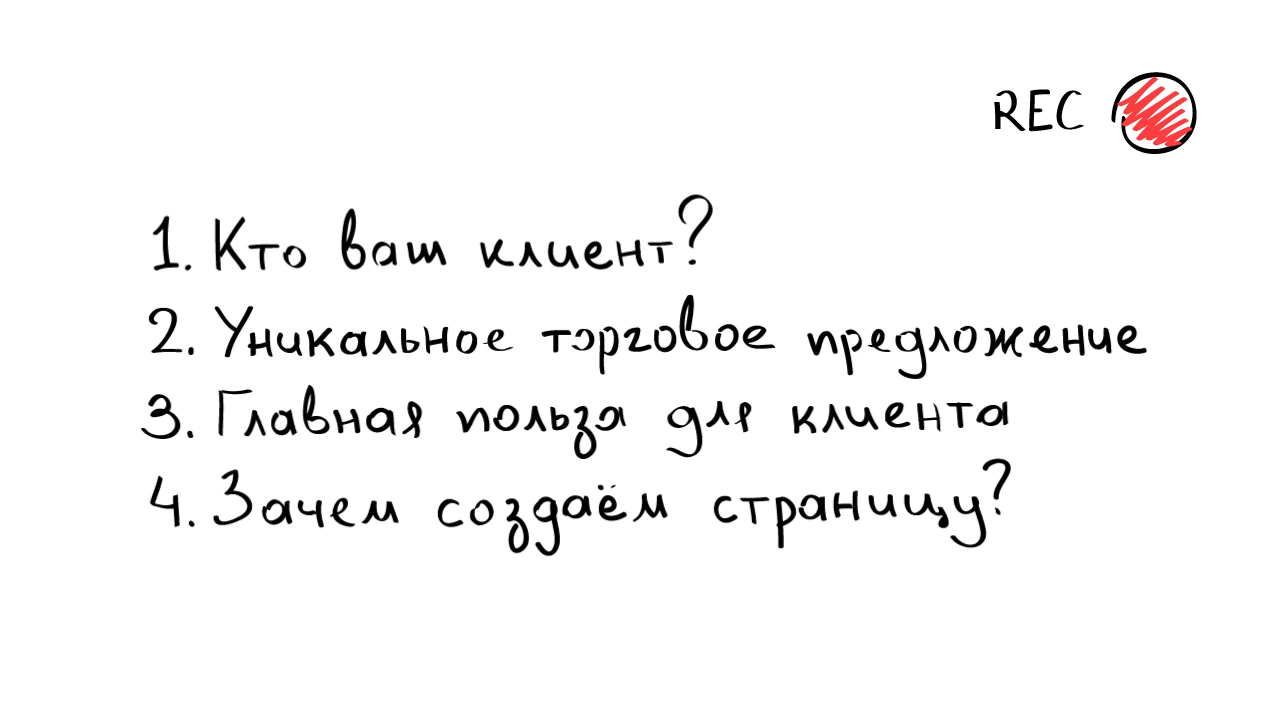 REC
1. Кто ваш клиент?
2. Уникальное торговое предложение
3. Главная польза для клиента
4. Зачем создаём страницу?